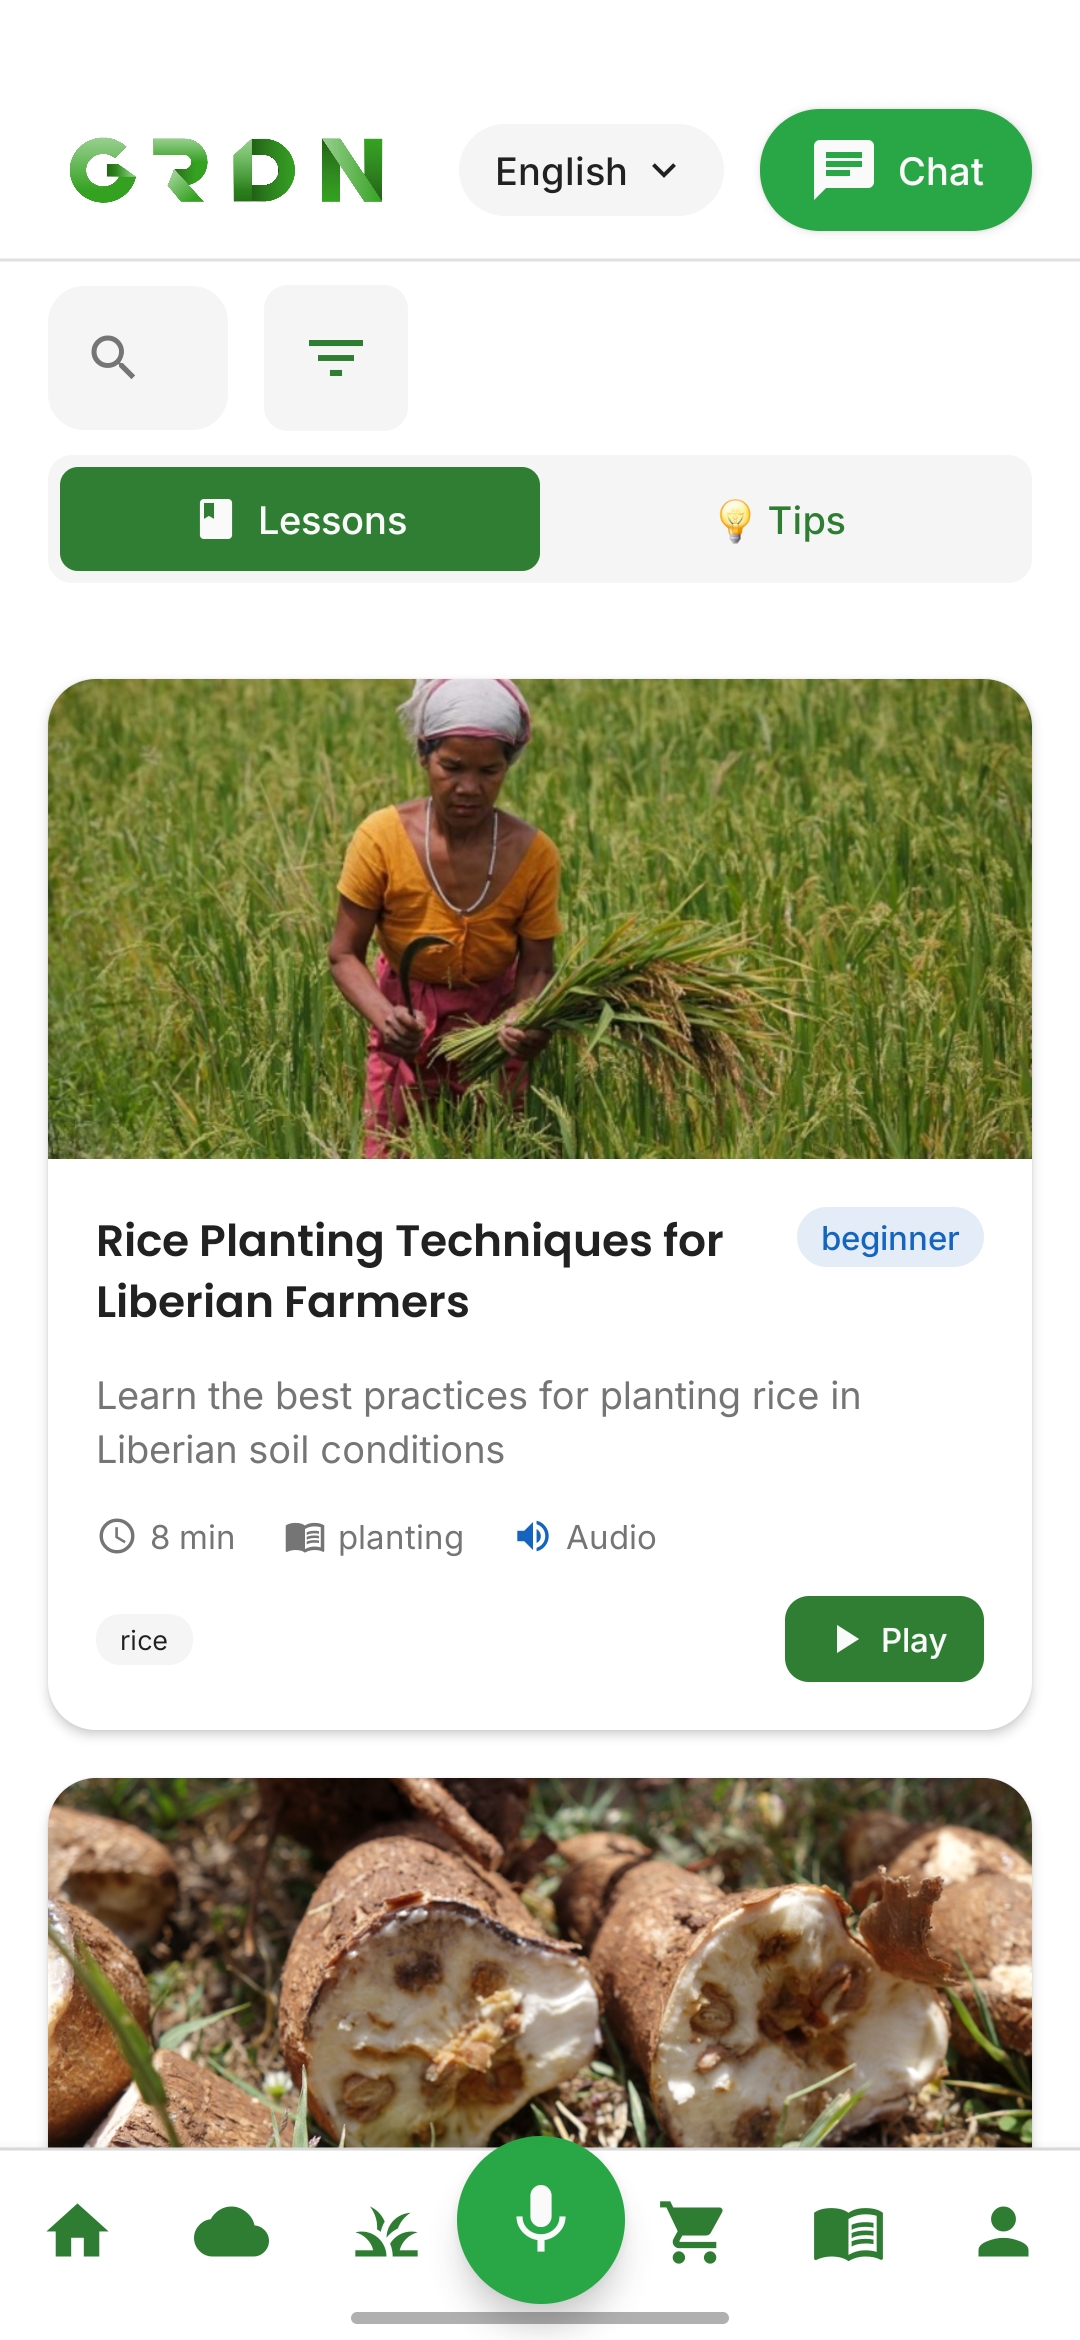 GRDN
English
Chat
Lessons
Tips
Rice Planting Techniques for
Liberian Farmers
beginner
Learn the best practices for planting rice in
Liberian soil conditions
8 min
planting
Audio
rice
Play